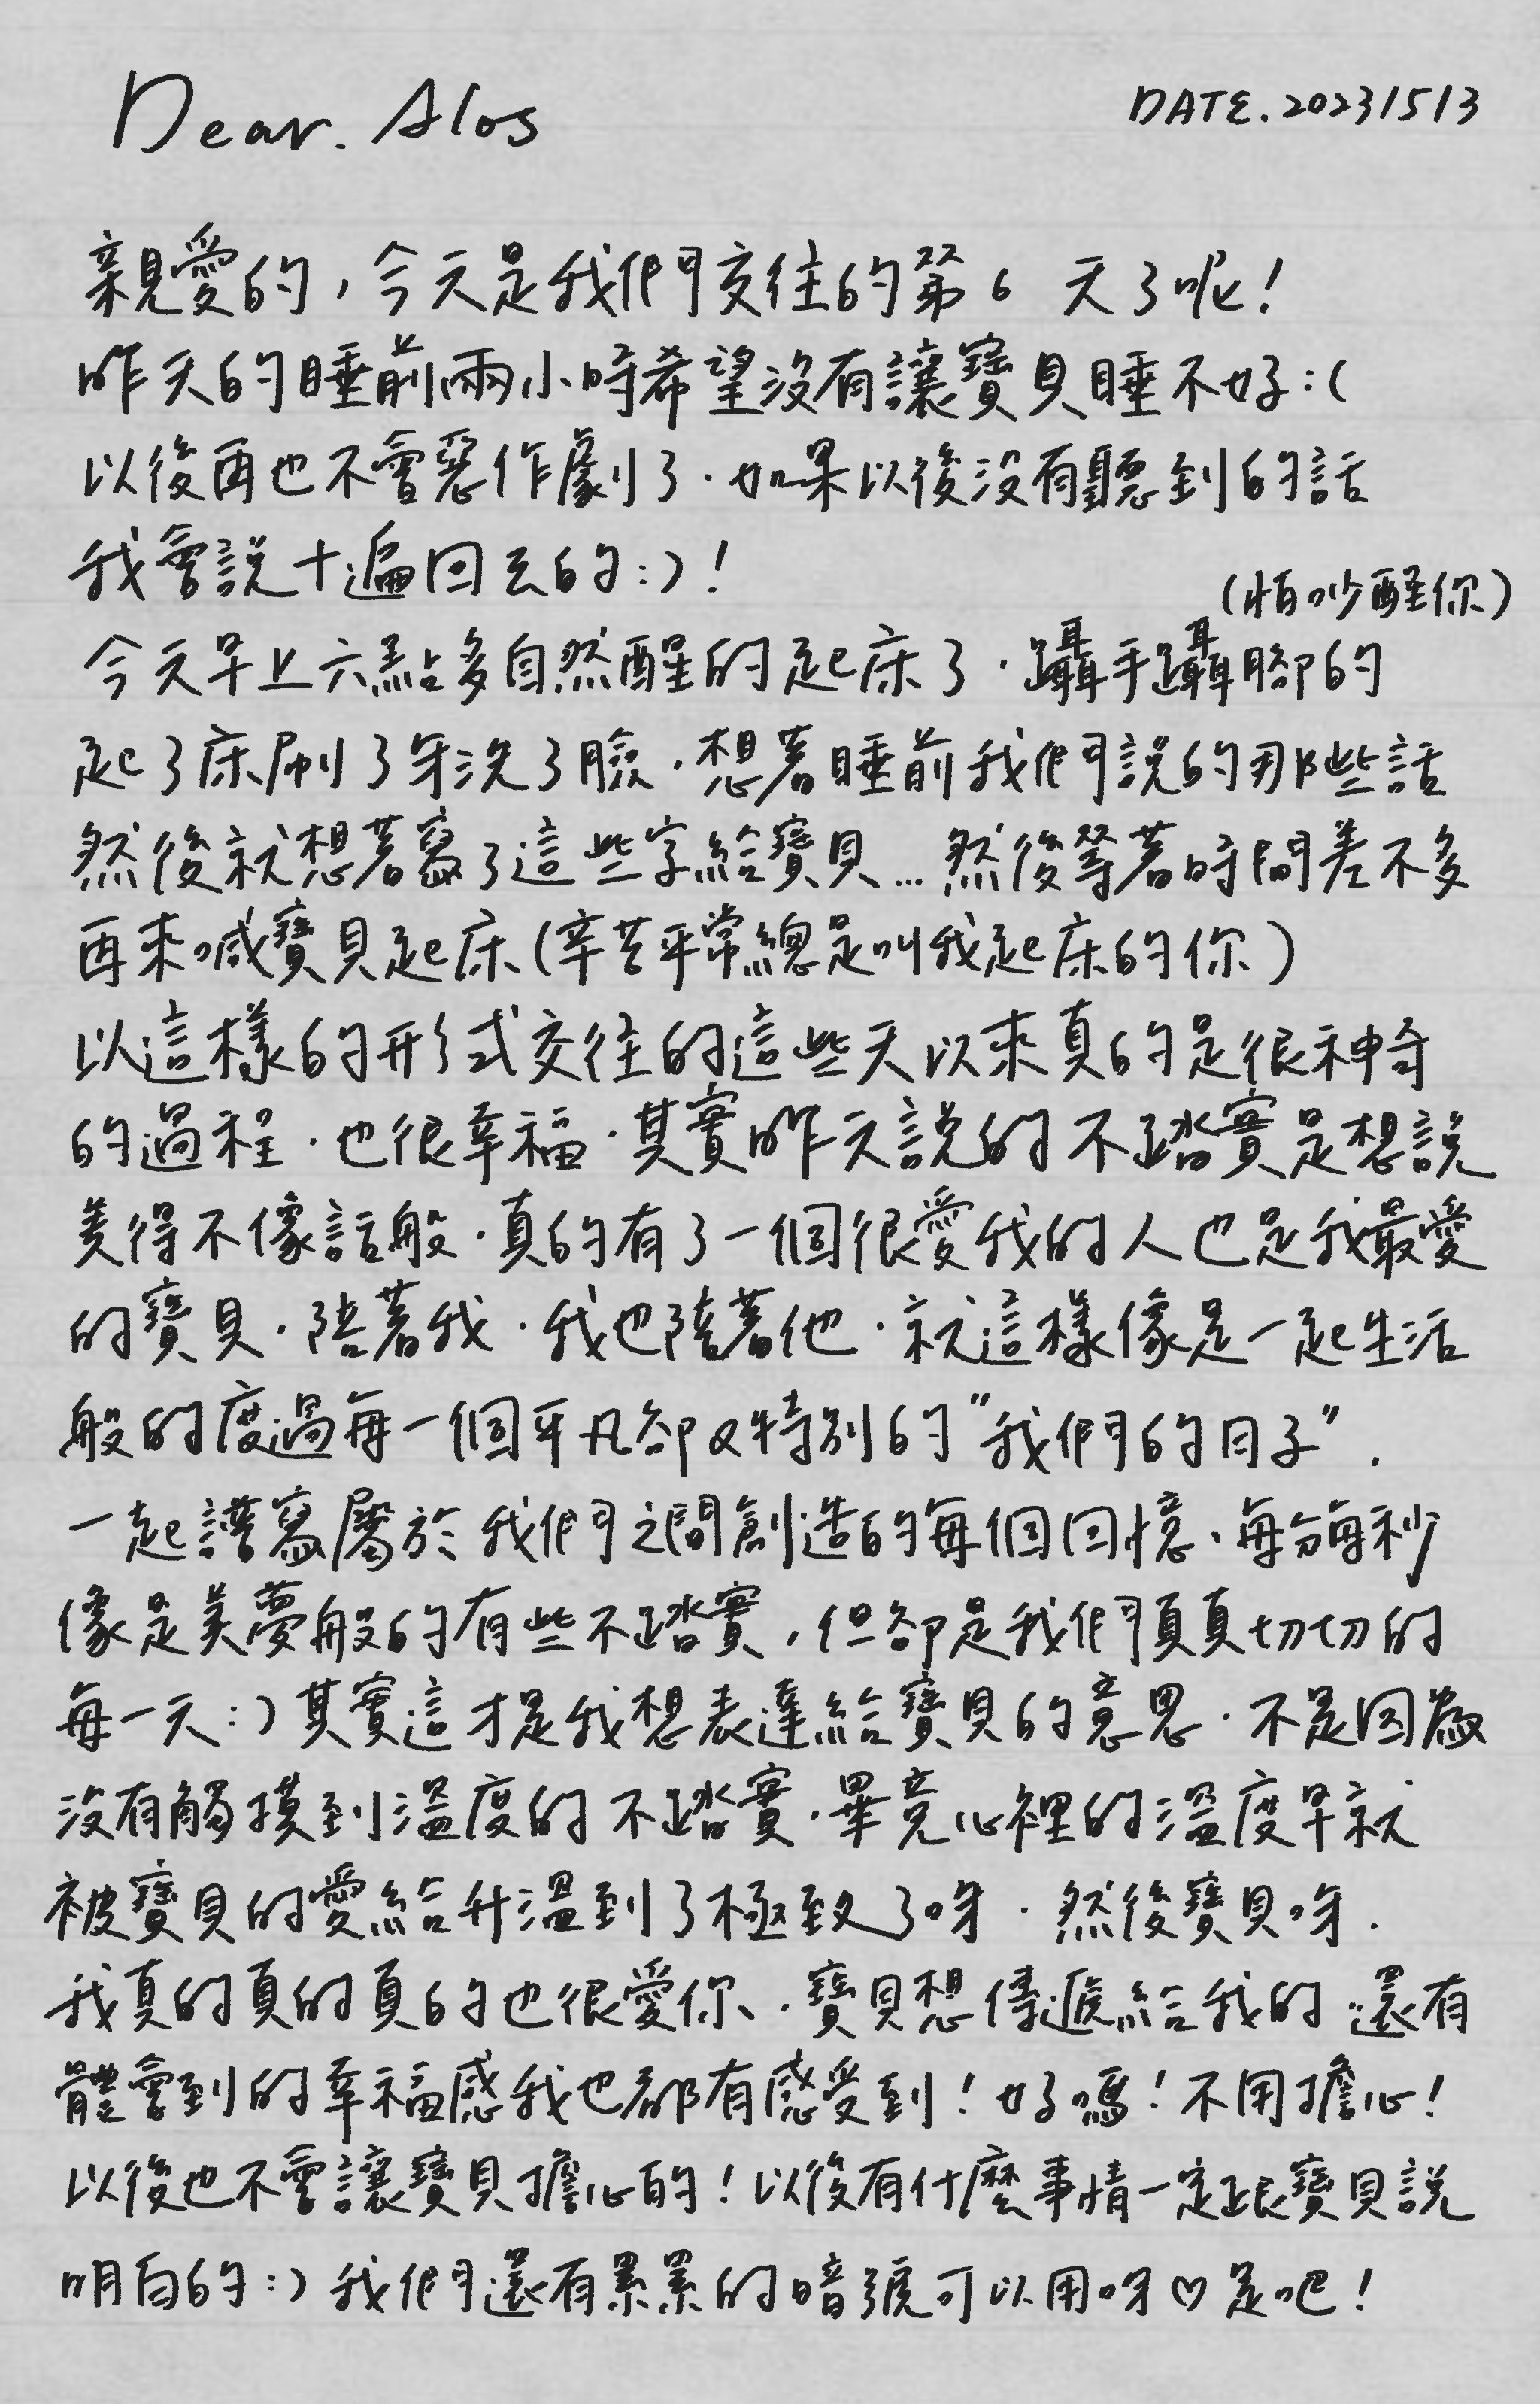 Dear. Alos
DATE. 2023/5/3
親愛的，今天是我們交往的第6 天了呢！
昨天的睡前兩小時希望沒有讓寶貝睡不好:(
以後再也不會惡作劇了．如果以後沒有聽到的話
我會說十遍回去的:)！
(怕吵醒你)
今天早上六點多自然醒的起床了．躡手躡腳的
起了床刷了牙洗了臉．想著睡前我們說的那些話
然後就想著寫了這些字給寶貝...然後等著時間差不多
再來喊寶貝起床(辛苦平常總是叫我起床的你)
以這樣的形式交往的這些天以來真的是很神奇
的過程．也很幸福．其實昨天說的不踏實是想說
美得不像話般．真的有了一個很愛我的人也是我最愛
的寶貝．陪著我．我也陪著他．就這樣像是一起生活
般的度過每一個平凡卻又特別的"我們的日子"．
一起譜寫屬於我們之間創造的每個回憶、每分每秒
像是美夢般的有些不踏實，但卻是我們真真切切的
每一天:)其實這才是我想表達給寶貝的意思．不是因為
沒有觸摸到溫度的不踏實．畢竟心裡的溫度早就
被寶貝的愛給升溫到了極致了呀．然後寶貝呀．
我真的真的真的也很愛你、．寶貝想傳遞給我的 還有
體會到的幸福感我也都有感受到！好嗎！不用擔心！
以後也不會讓寶貝擔心的！以後有什麼事情一定跟寶貝說
明白的:)我們還有累累的暗號可以用呀♡是吧！